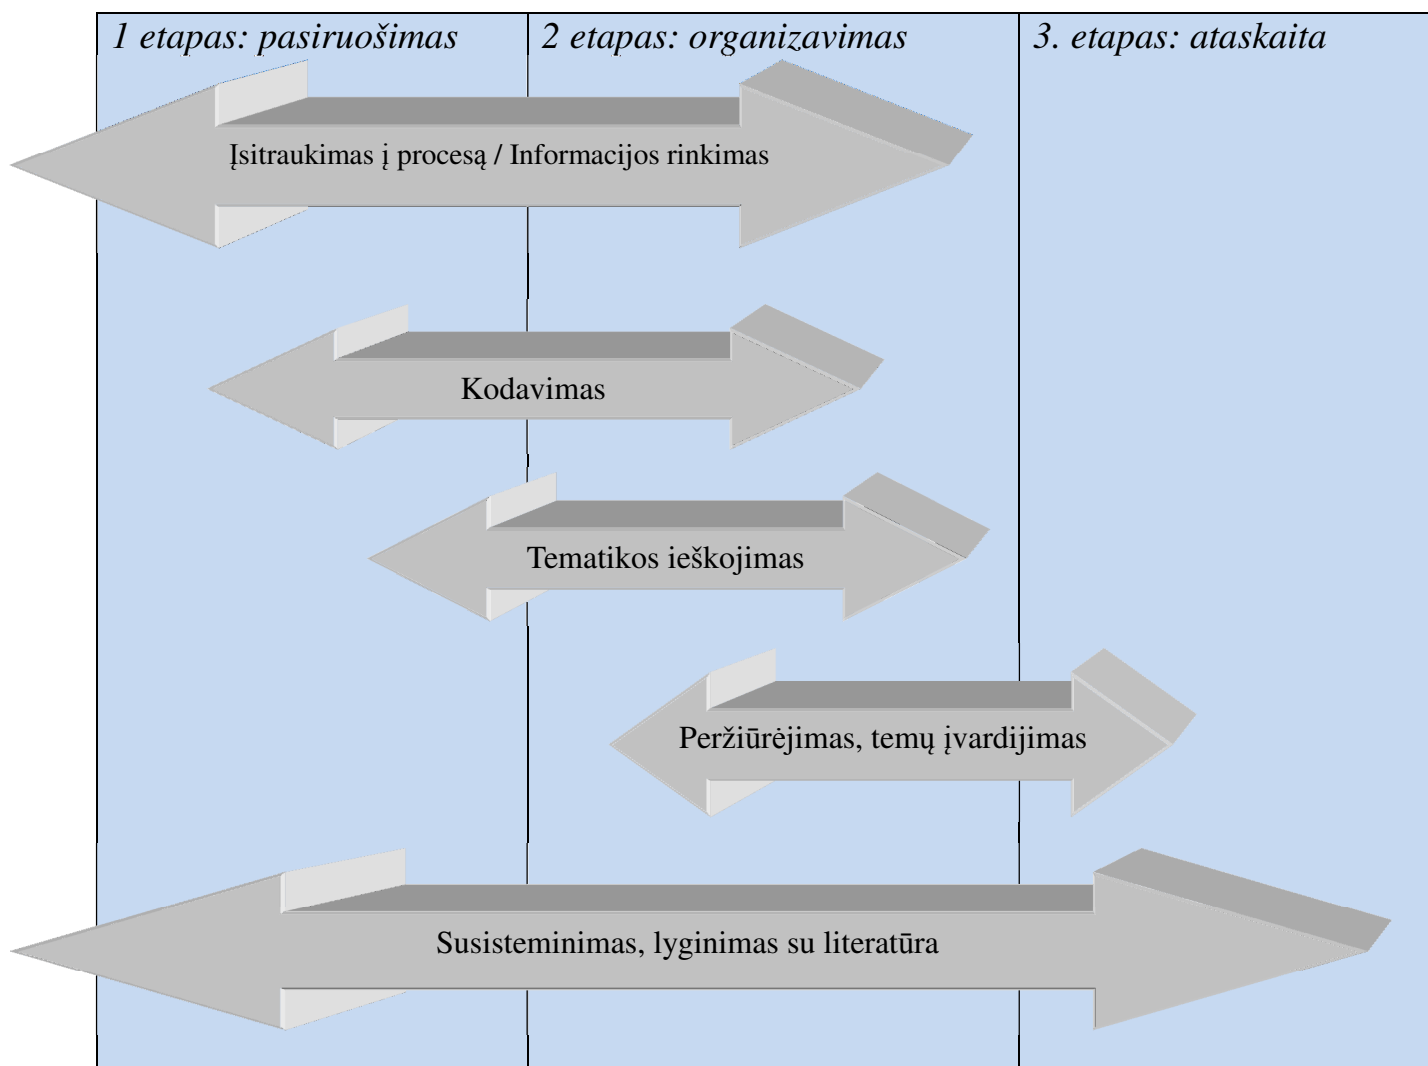 1 etapas: pasiruošimas
2 etapas: organizavimas
3. etapas: ataskaita
Įsitraukimas į procesą / Informacijos rinkimas
Kodavimas
Tematikos ieškojimas
Peržiūrėjimas, temų įvardijimas
Susisteminimas, lyginimas su literatūra